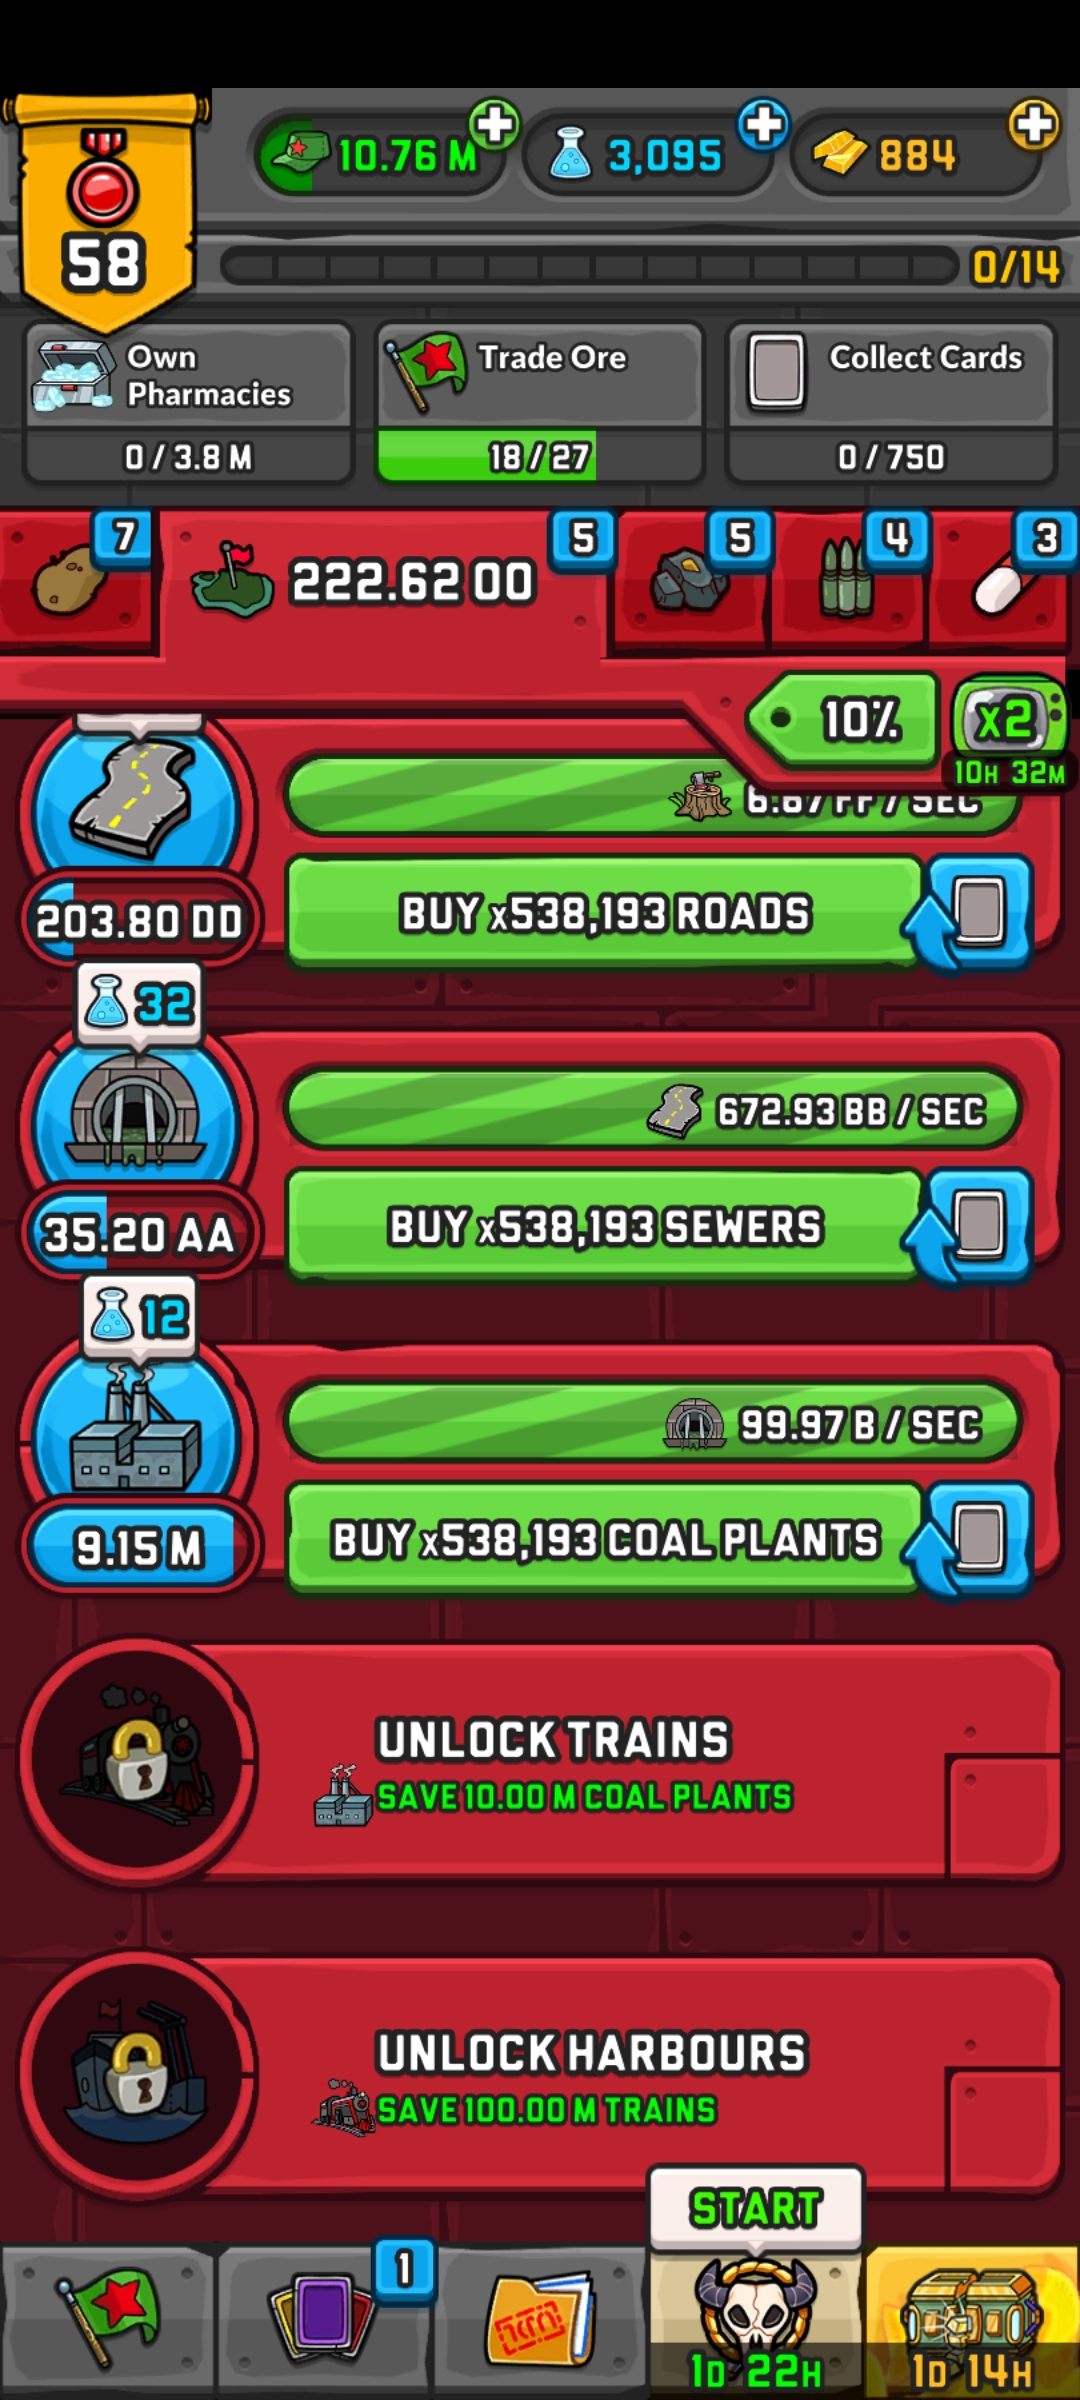 10.76 M
3,095
884
58
0/14
Own
Pharmacies
0 / 3.8 M
Trade Ore
18 / 27
Collect Cards
0 / 750
7
222.62 OO
5
5
4
3
10%
x2
10H 32M
6.67 FF / SEC
203.80 DD
BUY x538,193 ROADS
32
672.93 BB / SEC
35.20 AA
BUY x538,193 SEWERS
12
99.97 B / SEC
9.15 M
BUY x538,193 COAL PLANTS
UNLOCK TRAINS
SAVE 10.00 M COAL PLANTS
UNLOCK HARBOURS
SAVE 100.00 M TRAINS
START
1
1D 22H
1D 14H